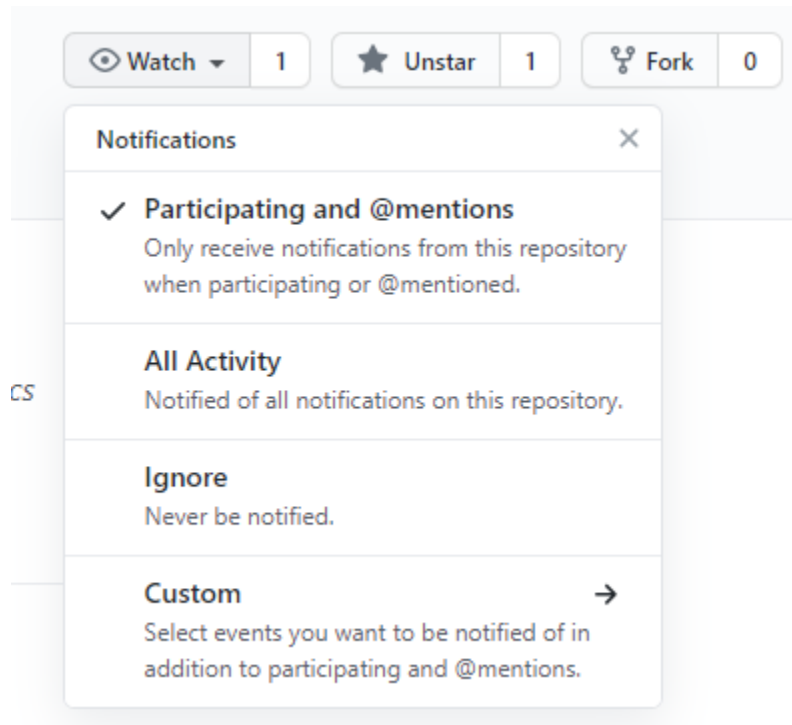 Watch 1 Unstar 1 Fork 0
Notifications
Participating and @mentions
Only receive notifications from this repository
when participating or @mentioned.
All Activity
cs
Notified of all notifications on this repository.
Ignore
Never be notified.
Custom
Select events you want to be notified of in
addition to participating and @mentions.